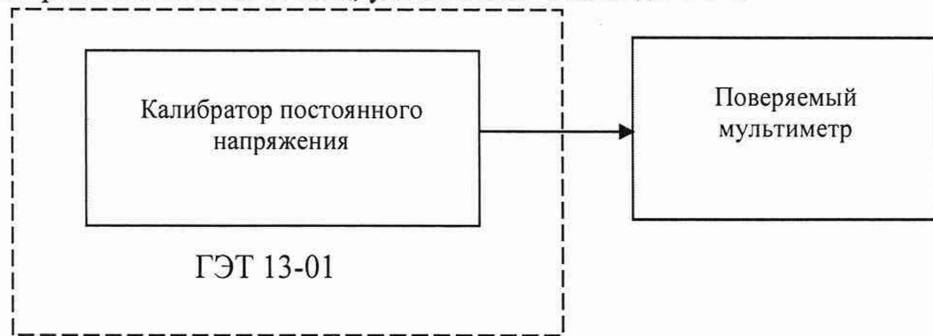 Калибратор постоянного
напряжения
Поверяемый
мультиметр
ГЭТ 13-01